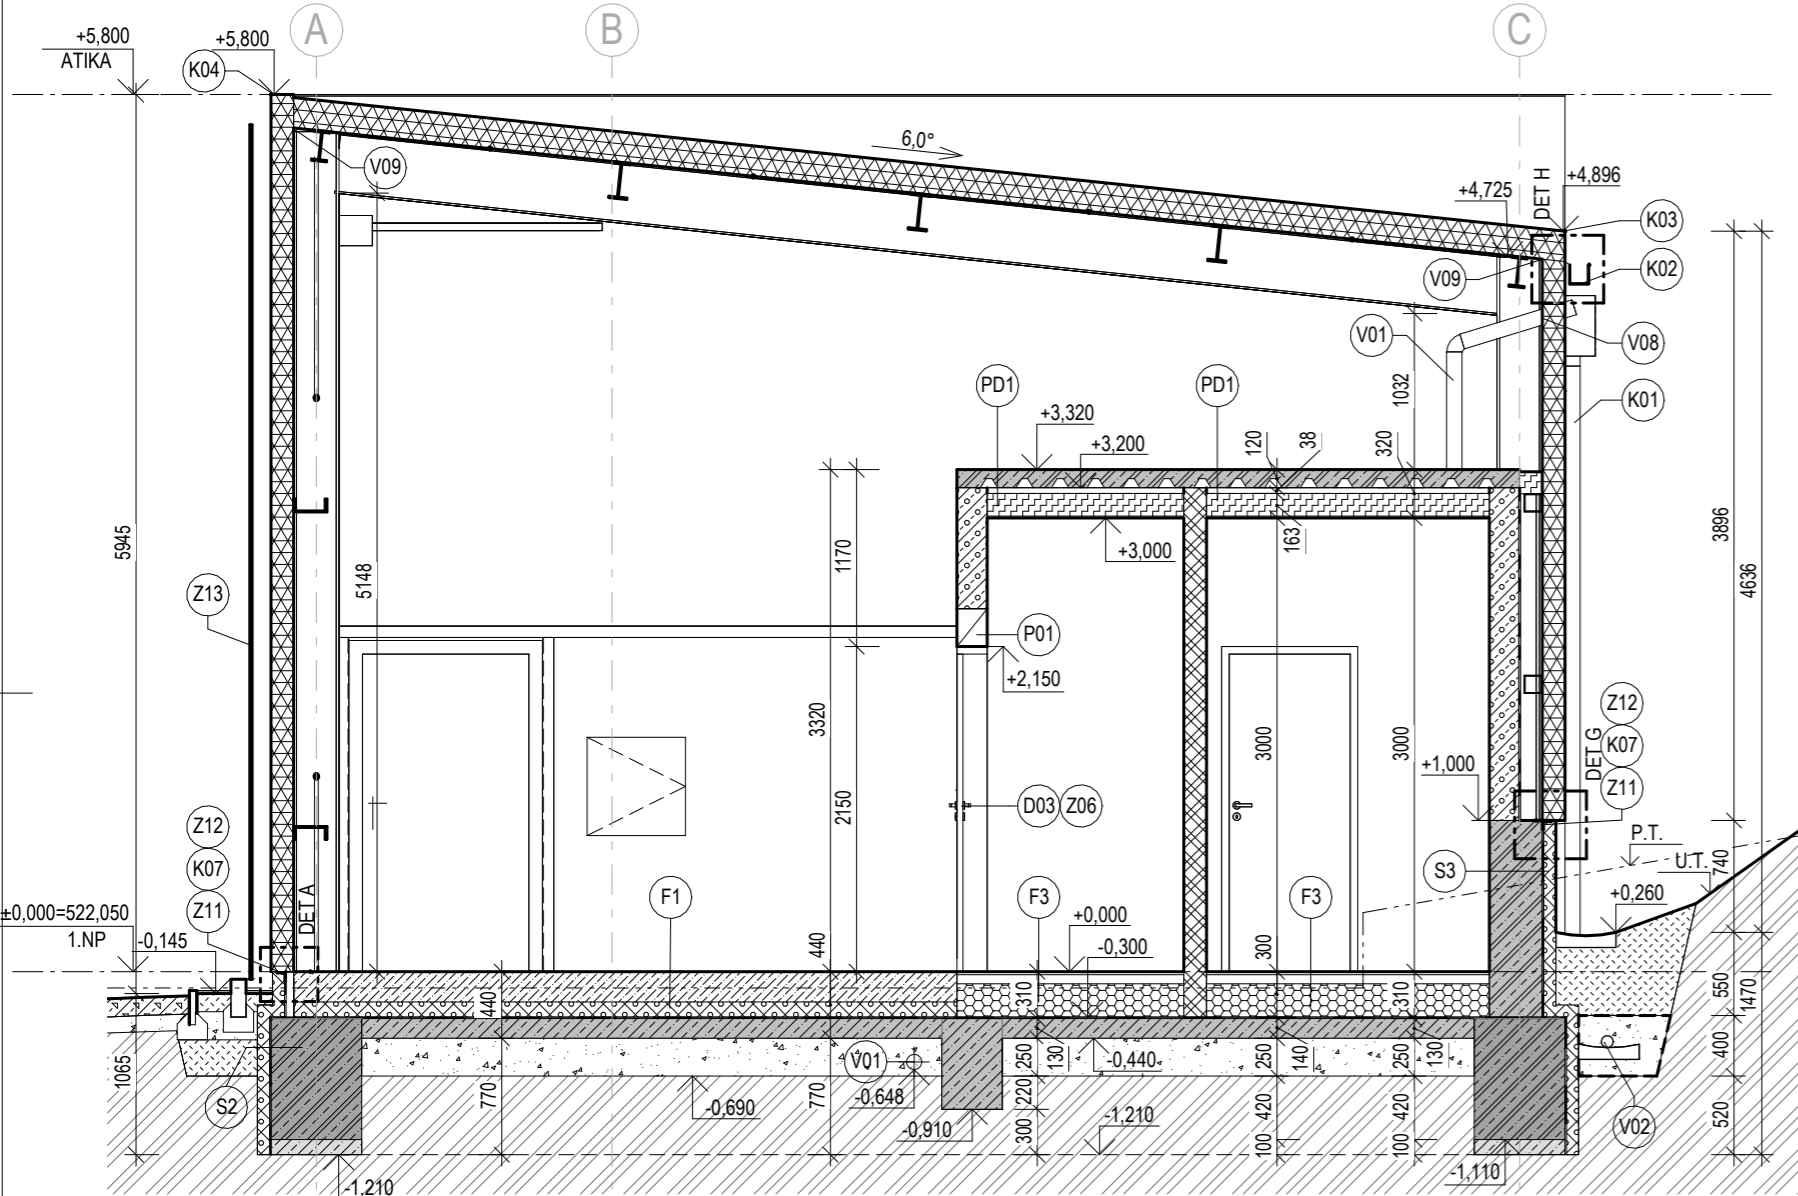 A
B
C
+5,800
ATIKA
+5,800
K04
V09
6,0°
DET H
+4,896
+4,725
K03
K02
V09
V01
V08
K01
1032
PD1
PD1
+3,320
+3,200
120
38
320
163
+3,000
5945
5148
1170
3320
2150
3896
4636
Z13
P01
+2,150
3000
3000
+1,000
DET G
Z12
K07
Z11
D03
Z06
Z12
K07
Z11
DET A
F1
F3
F3
S3
P.T.
U.T.
740
+0,260
±0,000=522,050
1.NP
-0,145
+0,000
-0,300
440
300
440
310
310
550
1470
1065
S2
770
770
V01
-0,648
-0,690
-0,440
-0,910
250
130
220
300
-1,210
250
140
420
100
250
130
420
100
400
520
V02
-1,110
-1,210